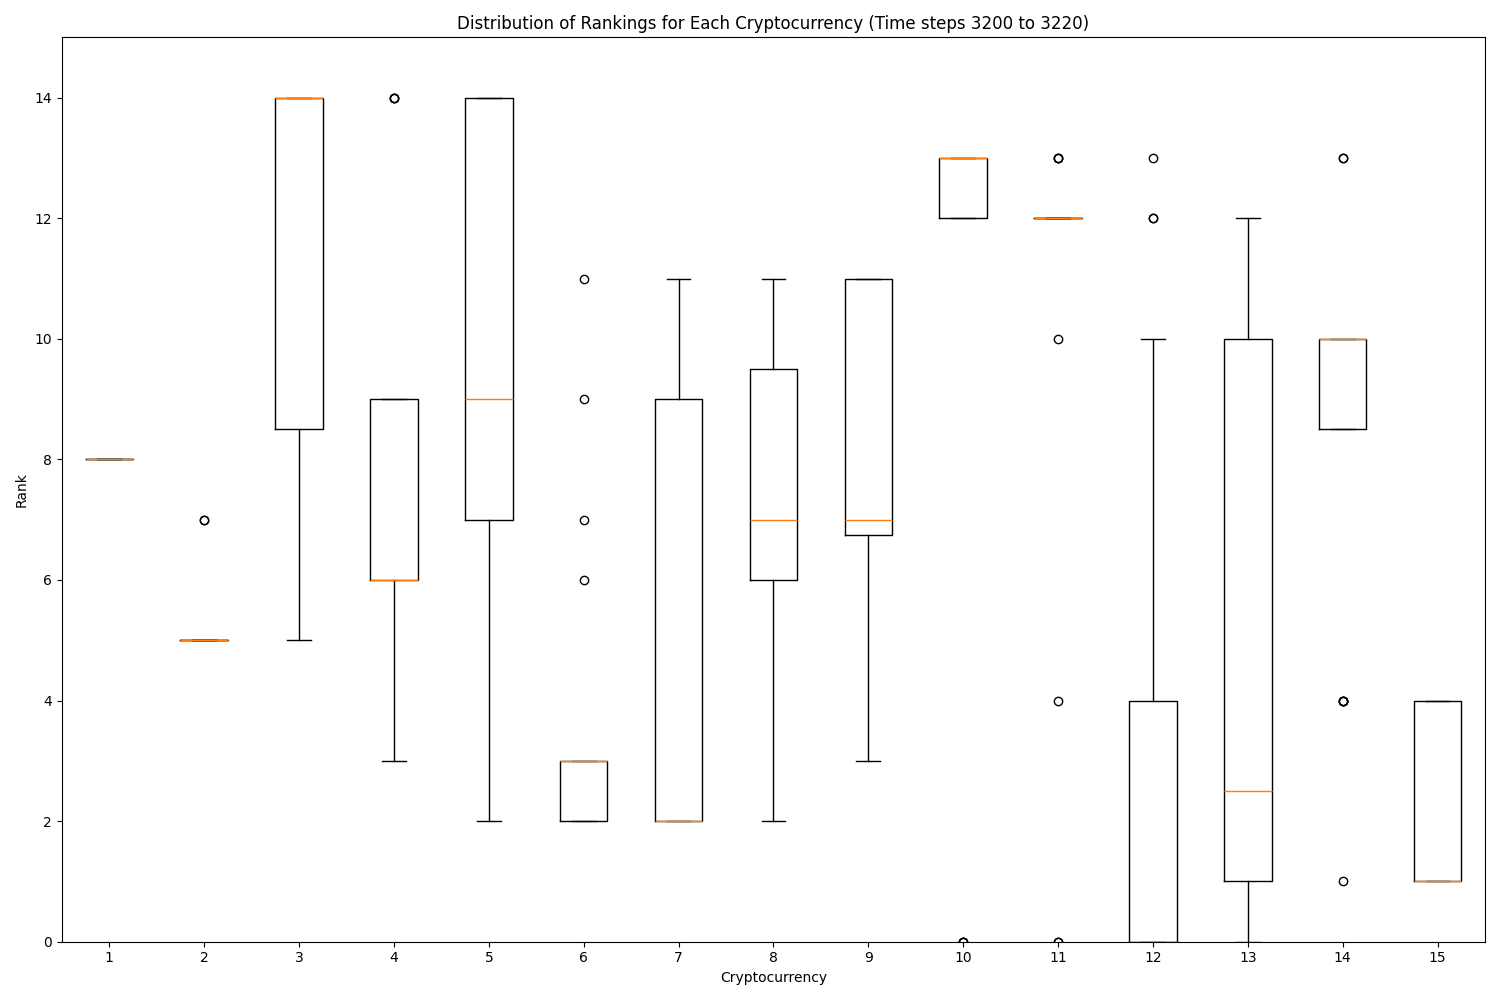 Distribution of Rankings for Each Cryptocurrency (Time steps 3200 to 3220)
14
12
10
8
6
4
2
0
Rank
1 2 3 4 5 6 7 8 9 10 11 12 13 14 15
Cryptocurrency